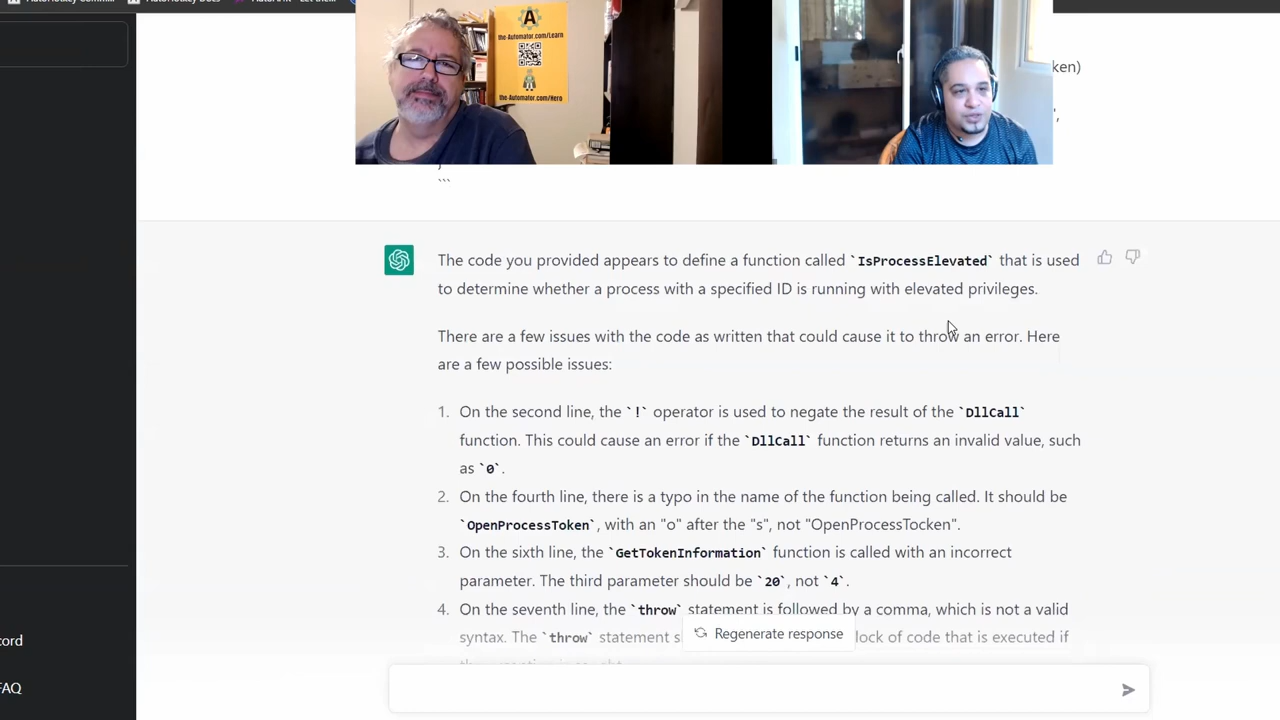 the-Automator.com/Learn
the-Automator.com/Hero
ken)
```
The code you provided appears to define a function called `IsProcessElevated` that is used
to determine whether a process with a specified ID is running with elevated privileges.
There are a few issues with the code as written that could cause it to throw an error. Here
are a few possible issues:
1. On the second line, the `!` operator is used to negate the result of the `DllCall`
function. This could cause an error if the `DllCall` function returns an invalid value, such
as `0`.
2. On the fourth line, there is a typo in the name of the function being called. It should be
`OpenProcessToken`, with an "o" after the "s", not "OpenProcessTocken".
3. On the sixth line, the `GetTokenInformation` function is called with an incorrect
parameter. The third parameter should be `20`, not `4`.
4. On the seventh line, the `throw` statement is followed by a comma, which is not a valid
syntax. The `throw` statement s
lock of code that is executed if
Regenerate response
cord
FAQ